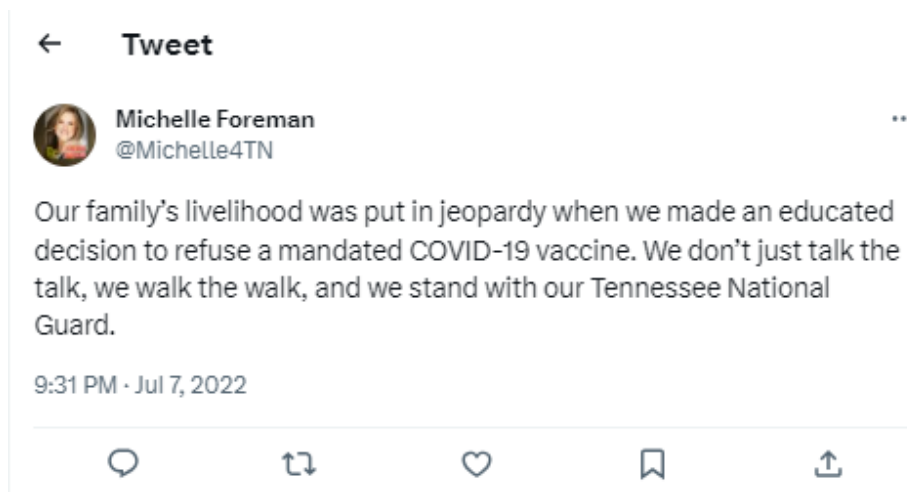 Tweet
Michelle Foreman
@Michelle4TN
Our family's livelihood was put in jeopardy when we made an educated
decision to refuse a mandated COVID-19 vaccine. We don't just talk the
talk, we walk the walk, and we stand with our Tennessee National
Guard.
9:31 PM · Jul 7, 2022